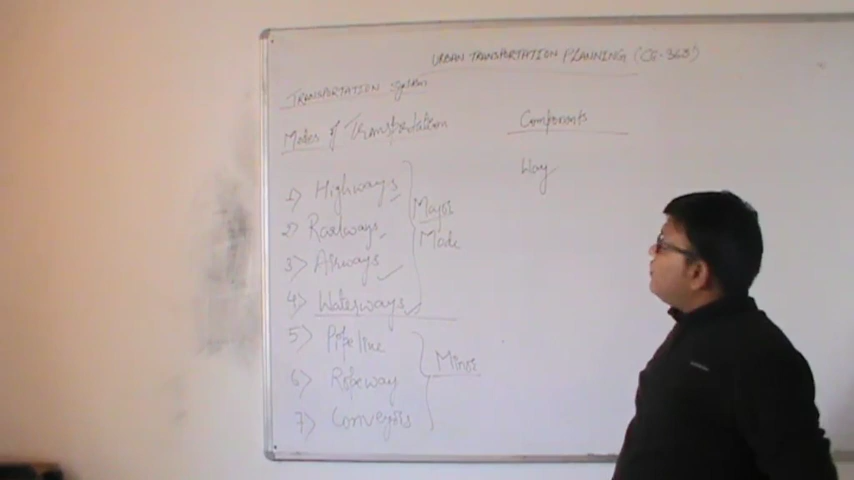 URBAN TRANSPORTATION PLANNING (CE-363)
TRANSPORTATION System
Modes of Transportation
Components
Way
1) Highways
2) Railways
3) Airways
4) Waterways
Major
Mode
5) Pipeline
6) Ropeway
7) Conveyors
Minor